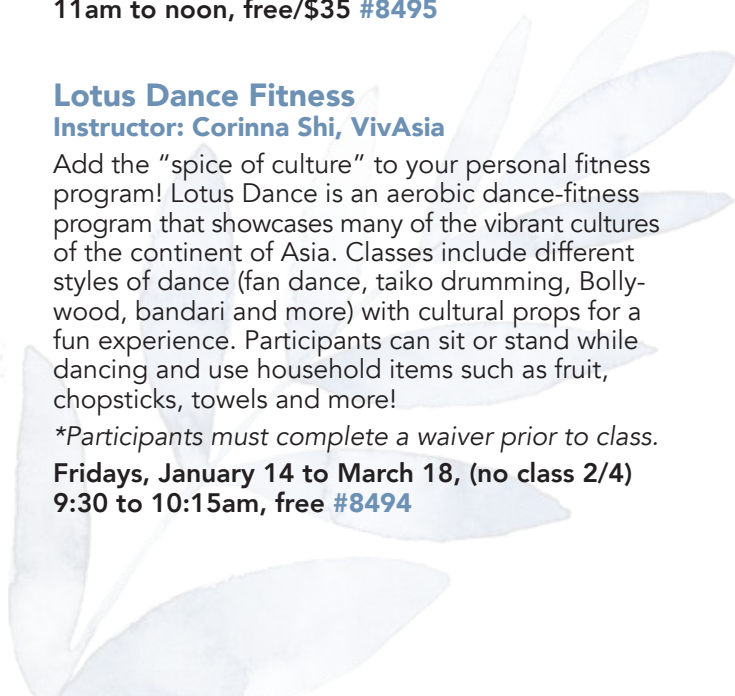 11am to noon, free/$35 #8495
Lotus Dance Fitness
Instructor: Corinna Shi, VivAsia
Add the “spice of culture” to your personal fitness
program! Lotus Dance is an aerobic dance-fitness
program that showcases many of the vibrant cultures
of the continent of Asia. Classes include different
styles of dance (fan dance, taiko drumming, Bolly-
wood, bandari and more) with cultural props for a
fun experience. Participants can sit or stand while
dancing and use household items such as fruit,
chopsticks, towels and more!
*Participants must complete a waiver prior to class.
Fridays, January 14 to March 18, (no class 2/4)
9:30 to 10:15am, free #8494